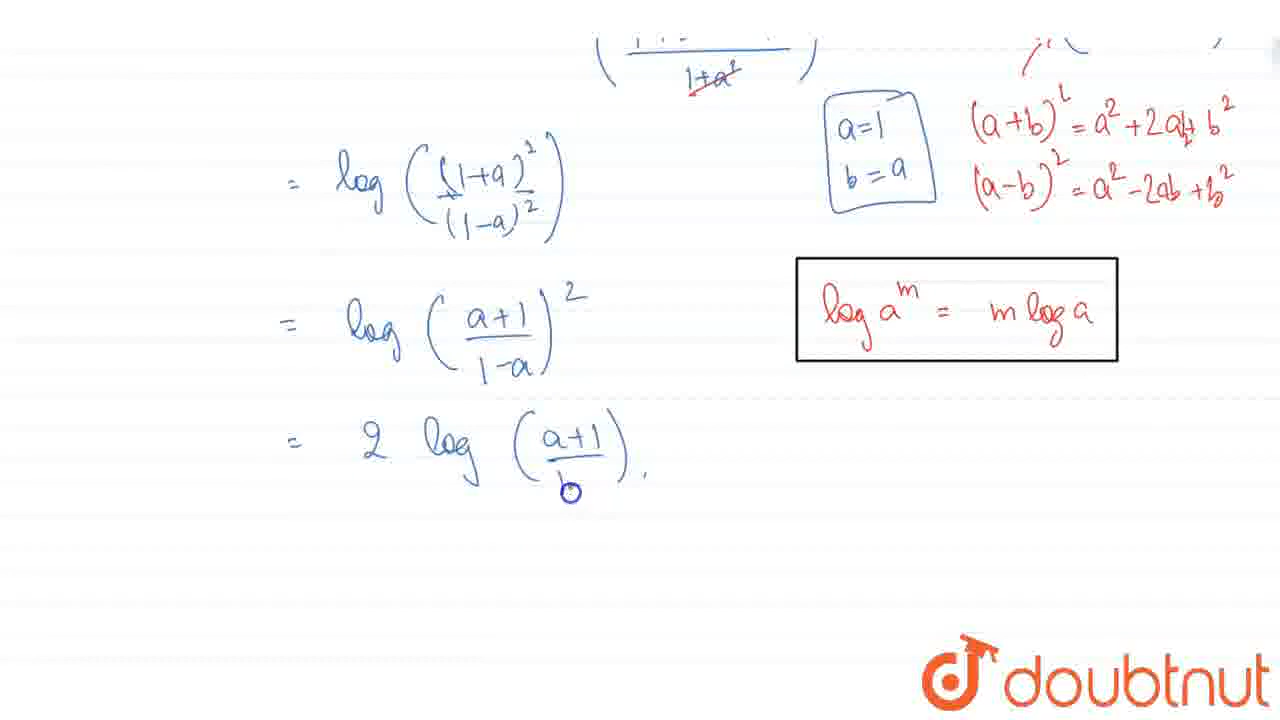 1+a²
= log ( (1+a)² / (1-a)² )
a=1
b=a
(a+b)² = a² + 2ab + b²
(a-b)² = a² - 2ab + b²
= log ( a+1 / 1-a )²
log aᵐ = m log a
= 2 log ( a+1 / ) .
doubtnut